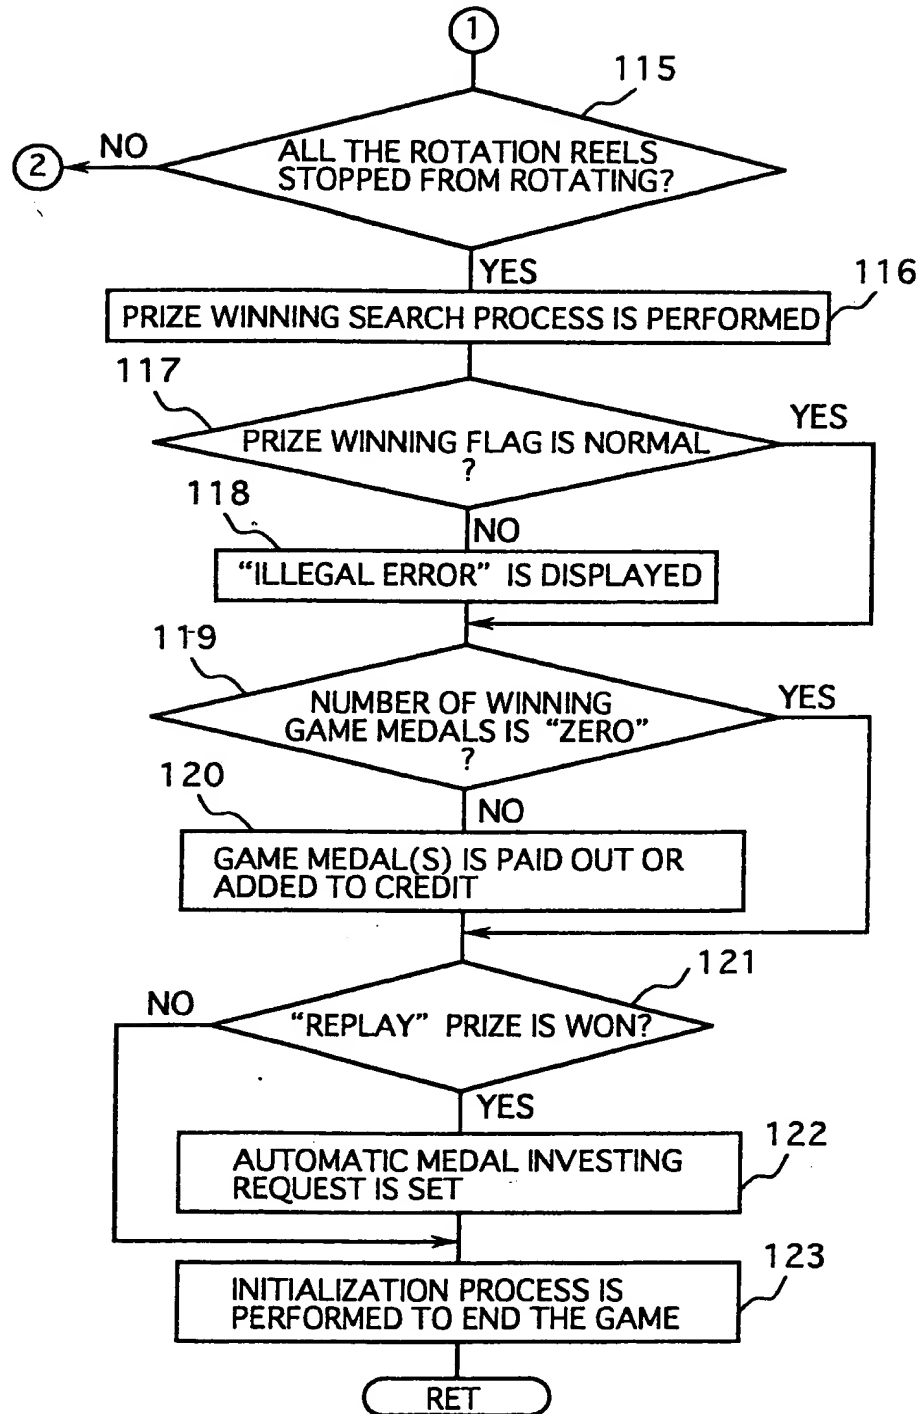 1
115
NO
2
ALL THE ROTATION REELS
STOPPED FROM ROTATING?
YES
116
PRIZE WINNING SEARCH PROCESS IS PERFORMED
117
YES
PRIZE WINNING FLAG IS NORMAL
?
118
NO
“ILLEGAL ERROR” IS DISPLAYED
119
NUMBER OF WINNING
GAME MEDALS IS “ZERO”
?
YES
120
NO
GAME MEDAL(S) IS PAID OUT OR
ADDED TO CREDIT
121
NO
“REPLAY” PRIZE IS WON?
YES
122
AUTOMATIC MEDAL INVESTING
REQUEST IS SET
123
INITIALIZATION PROCESS IS
PERFORMED TO END THE GAME
RET